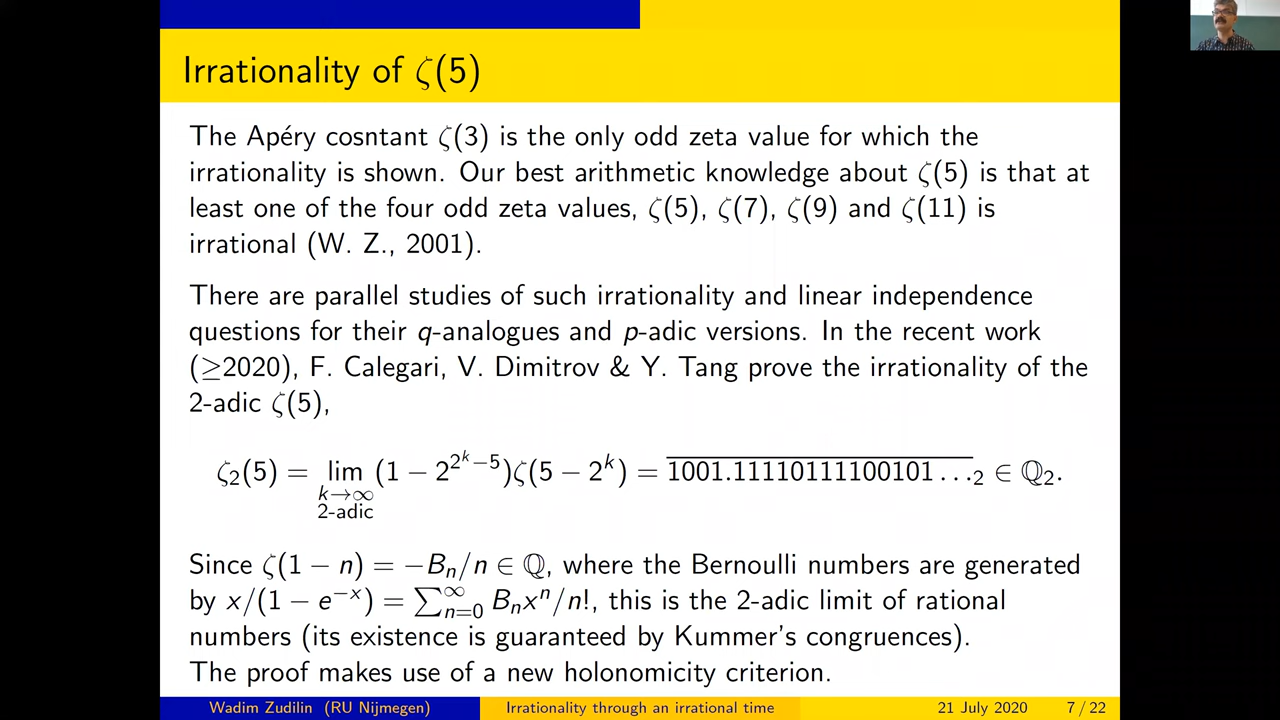 Irrationality of ζ(5)
The Apéry cosntant ζ(3) is the only odd zeta value for which the
irrationality is shown. Our best arithmetic knowledge about ζ(5) is that at
least one of the four odd zeta values, ζ(5), ζ(7), ζ(9) and ζ(11) is
irrational (W. Z., 2001).
There are parallel studies of such irrationality and linear independence
questions for their q-analogues and p-adic versions. In the recent work
(≥2020), F. Calegari, V. Dimitrov & Y. Tang prove the irrationality of the
2-adic ζ(5),
ζ₂(5) = lim (1 − 2^{2^k−5})ζ(5 − 2^k) = \overline{1001.11110111100101 . . .}₂ ∈ ℚ₂.
k→∞
2-adic
Since ζ(1 − n) = −Bₙ/n ∈ ℚ, where the Bernoulli numbers are generated
by x/(1 − e^{−x}) = ∑_{n=0}^{∞} Bₙxⁿ/n!, this is the 2-adic limit of rational
numbers (its existence is guaranteed by Kummer's congruences).
The proof makes use of a new holonomicity criterion.
Wadim Zudilin (RU Nijmegen) Irrationality through an irrational time 21 July 2020 7 / 22